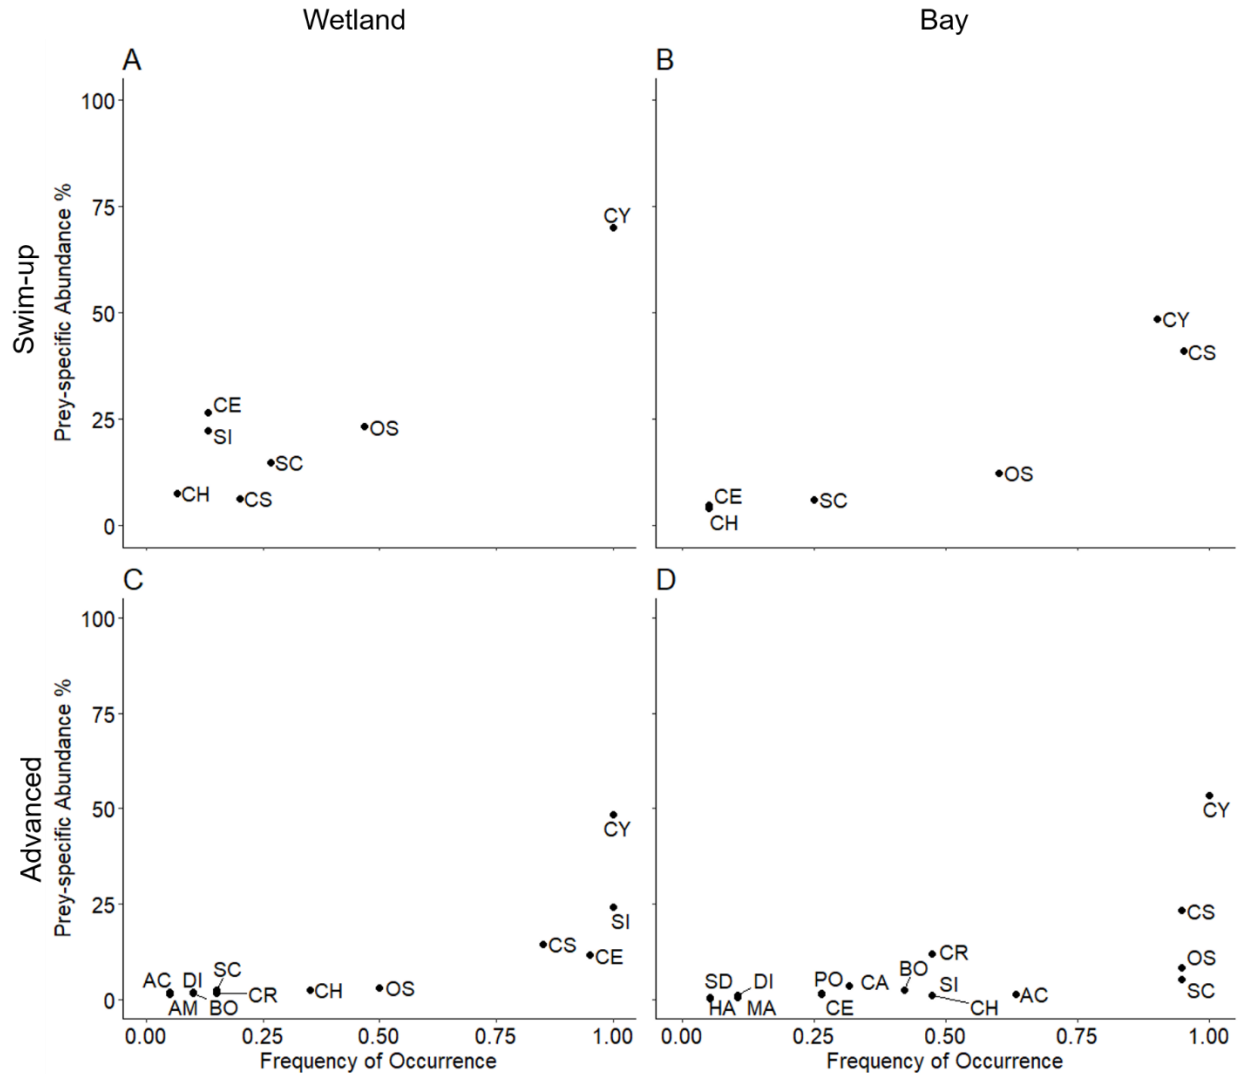 Wetland
Bay
A
B
Swim-up
Prey-specific Abundance %
100
75
50
25
0
CY
CE
SI
OS
SC
CH
CS
CY
CS
OS
SC
CE
CH
C
D
Advanced
Prey-specific Abundance %
100
75
50
25
0
CY
SI
CS
CE
SC
AC DI
CR
CH
OS
AM BO
CY
CS
OS
SC
CR
BO
SD DI PO CA SI
HA MA CE CH AC
0.00 0.25 0.50 0.75 1.00
Frequency of Occurrence
0.00 0.25 0.50 0.75 1.00
Frequency of Occurrence